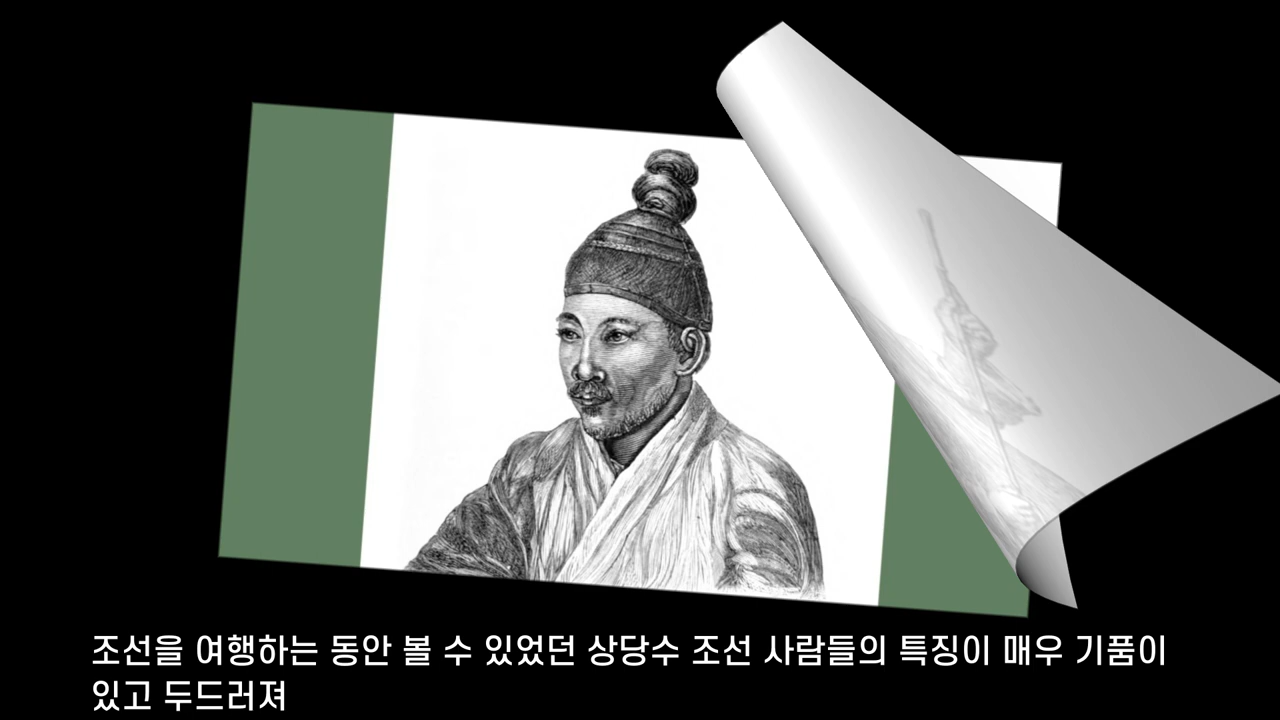 조선을 여행하는 동안 볼 수 있었던 상당수 조선 사람들의 특징이 매우 기품이
있고 두드러져